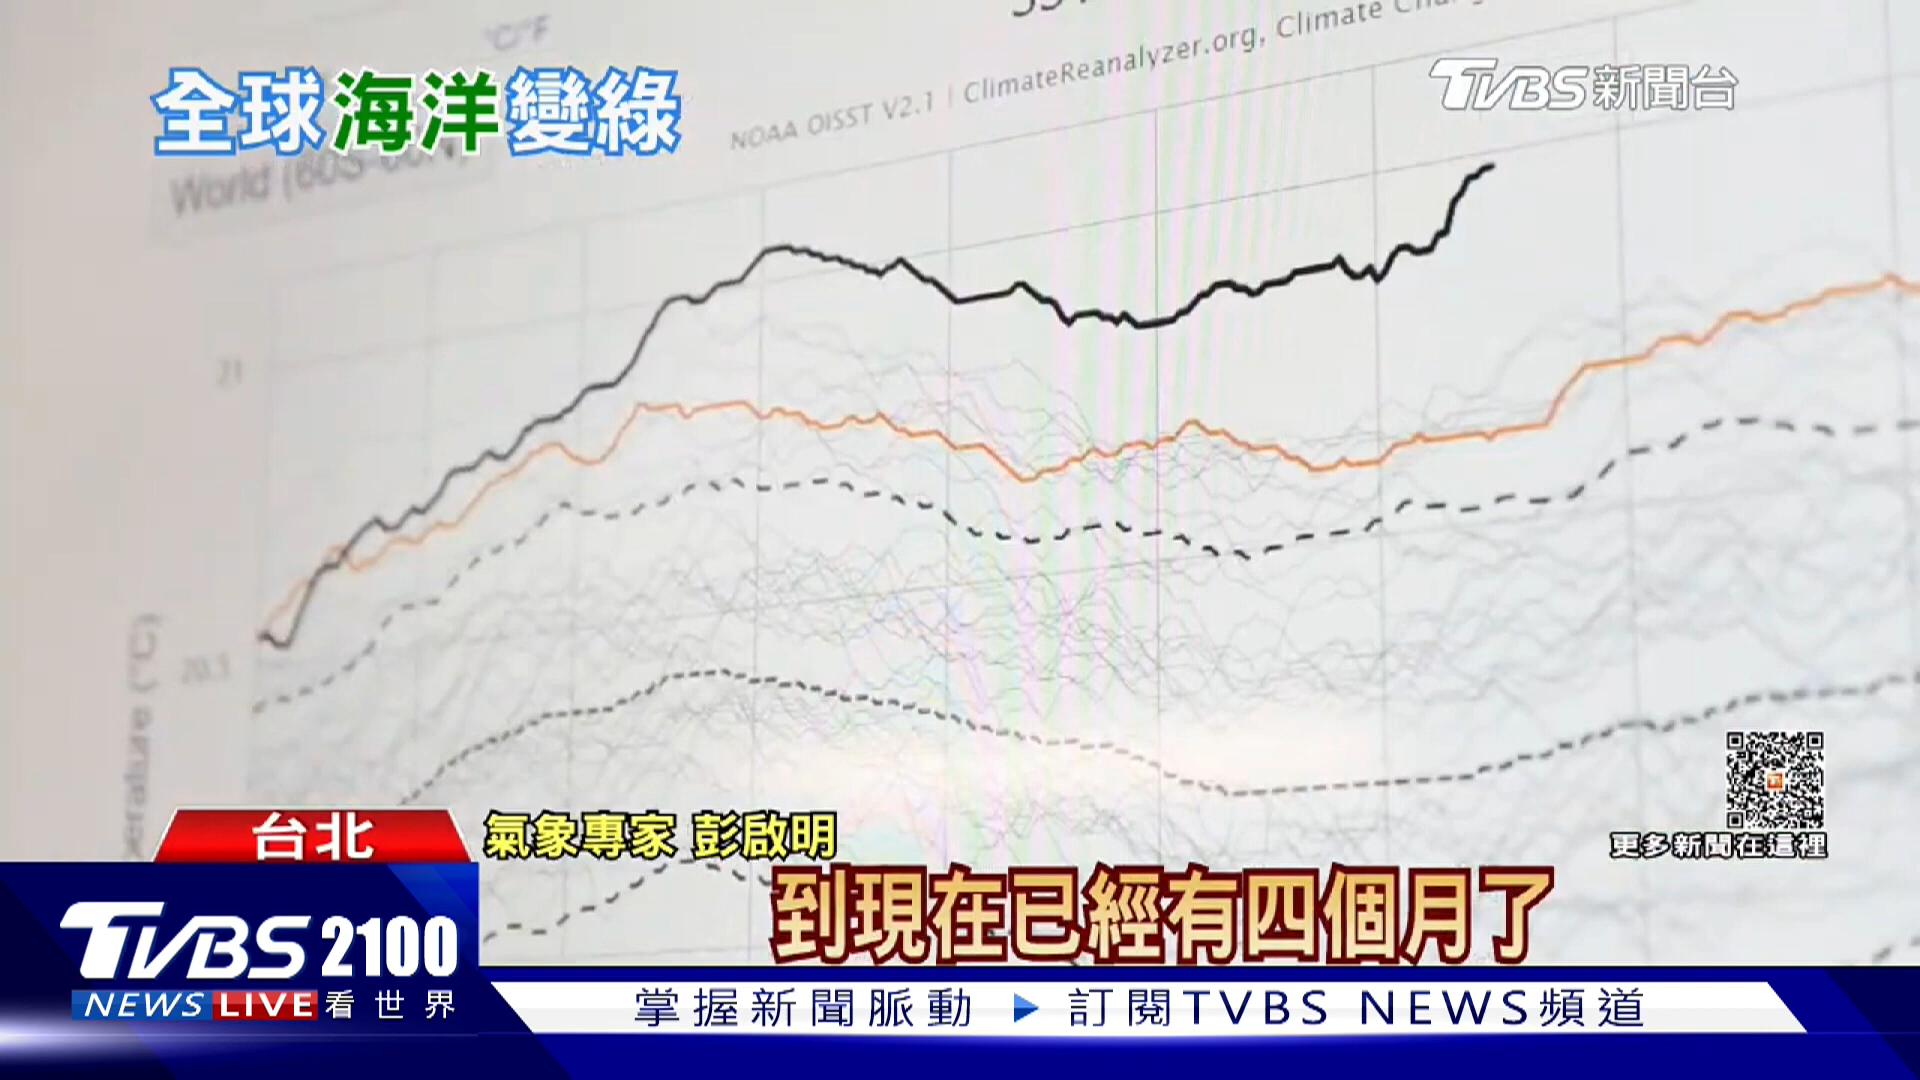 °C/°F
全球海洋變綠
TVBS新聞台
NOAA OISST V2.1 | ClimateReanalyzer.org, Climate
World (60S-60N)
21
20.5
台北
氣象專家 彭啟明
到現在已經有四個月了
更多新聞在這裡
TVBS 2100
NEWS LIVE 看世界
掌握新聞脈動 ▶ 訂閱TVBS NEWS頻道